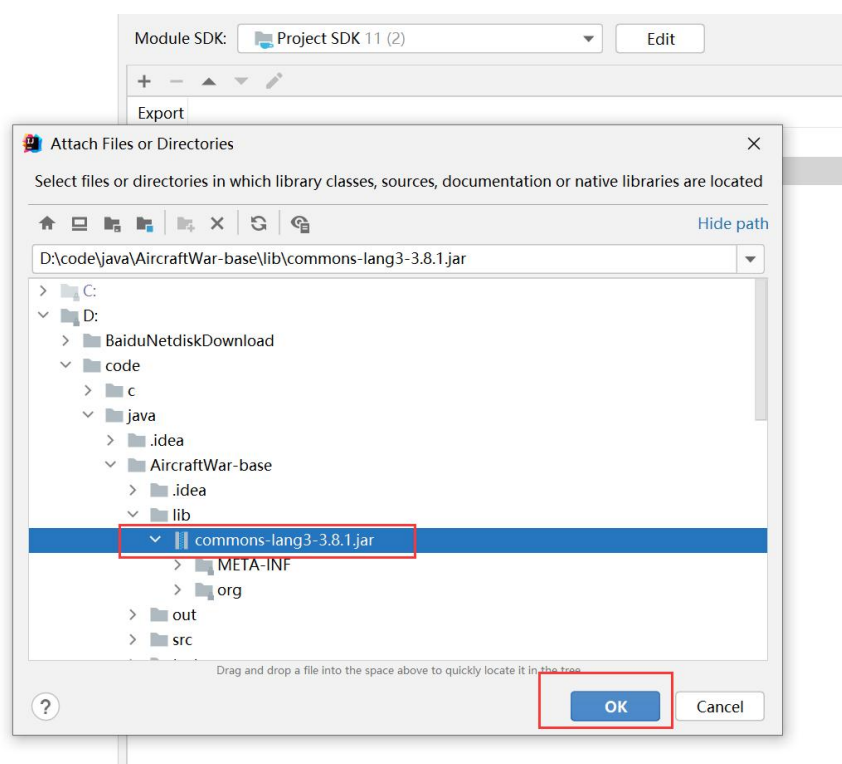 Module SDK: Project SDK 11 (2) Edit
Export
Attach Files or Directories
Select files or directories in which library classes, sources, documentation or native libraries are located
Hide path
D:\code\java\AircraftWar-base\lib\commons-lang3-3.8.1.jar
C:
D:
BaiduNetdiskDownload
code
c
java
.idea
AircraftWar-base
.idea
lib
commons-lang3-3.8.1.jar
META-INF
org
out
src
Drag and drop a file into the space above to quickly locate it in the tree
? OK Cancel